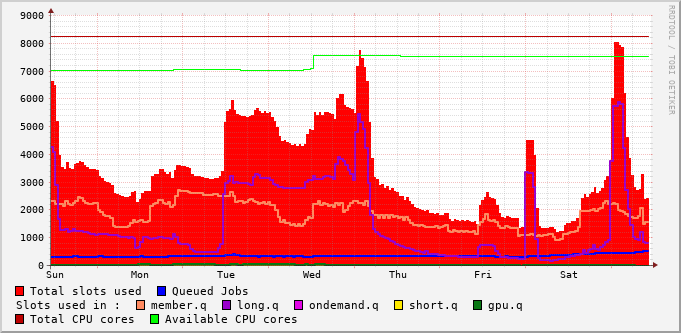 RRDTOOL / TOBI OETIKER
9000
8000
7000
6000
5000
4000
3000
2000
1000
0
Sun Mon Tue Wed Thu Fri Sat
Total slots used Queued Jobs
Slots used in : member.q long.q ondemand.q short.q gpu.q
Total CPU cores Available CPU cores